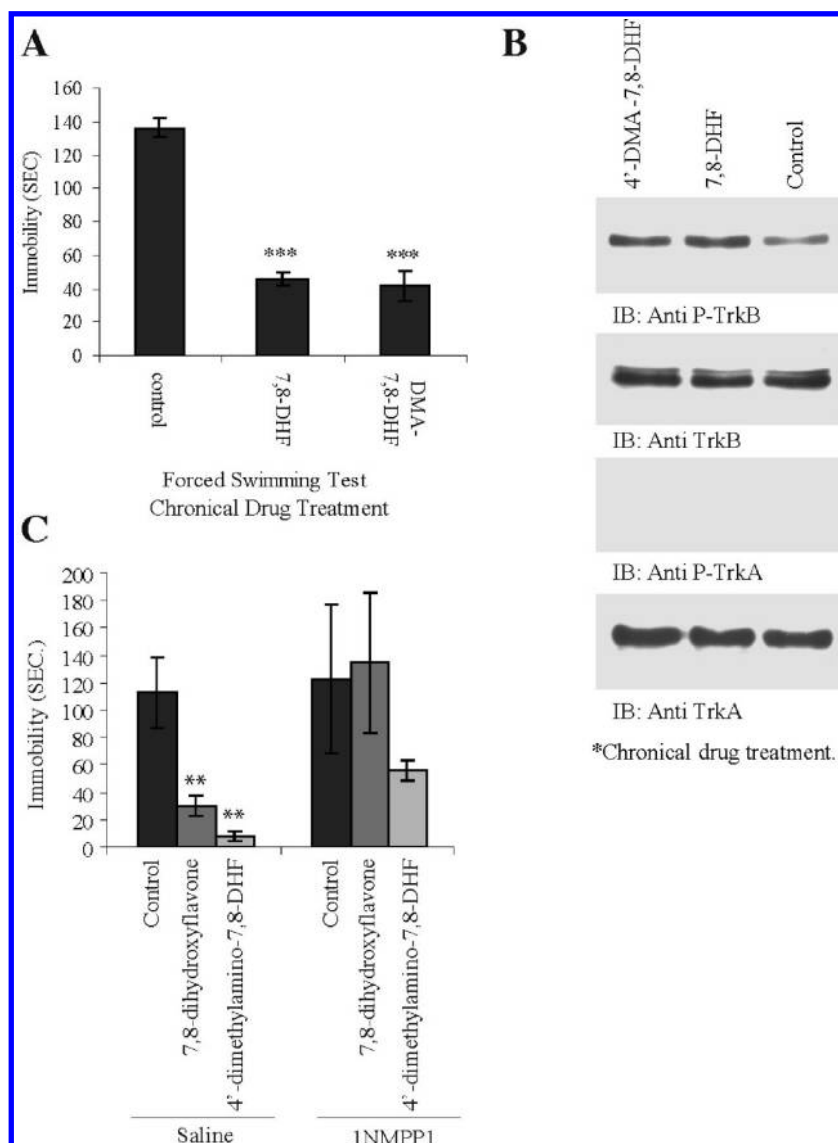 A
160
140
120
100
80
60
40
20
0
Immobility (SEC)
***
***
control
7,8-DHF
DMA-
7,8-DHF
Forced Swimming Test
Chronical Drug Treatment
B
4'-DMA-7,8-DHF
7,8-DHF
Control
IB: Anti P-TrkB
IB: Anti TrkB
IB: Anti P-TrkA
IB: Anti TrkA
*Chronical drug treatment.
C
200
180
160
140
120
100
80
60
40
20
0
Immobility (SEC.)
**
**
Control
7,8-dihydroxyflavone
4'-dimethylamino-7,8-DHF
Control
7,8-dihydroxyflavone
4'-dimethylamino-7,8-DHF
Saline
1NMPP1